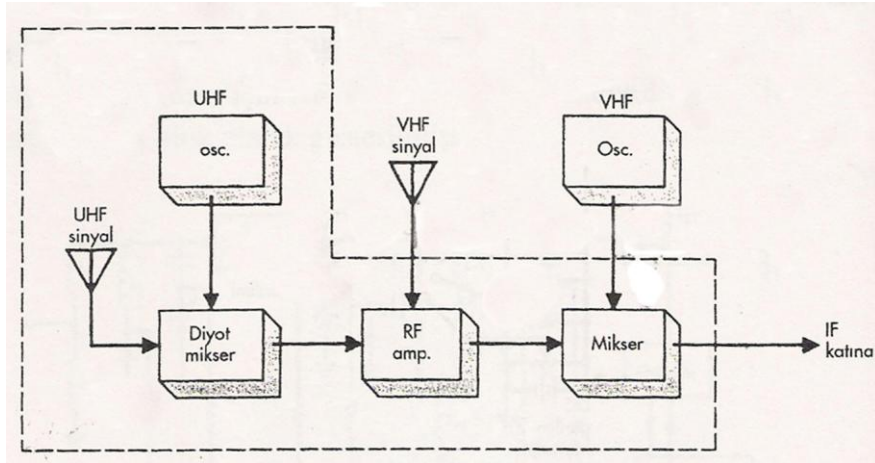 UHF
osc.
VHF
sinyal
VHF
Osc.
UHF
sinyal
Diyot
mikser
RF
amp.
Mikser
IF
katına